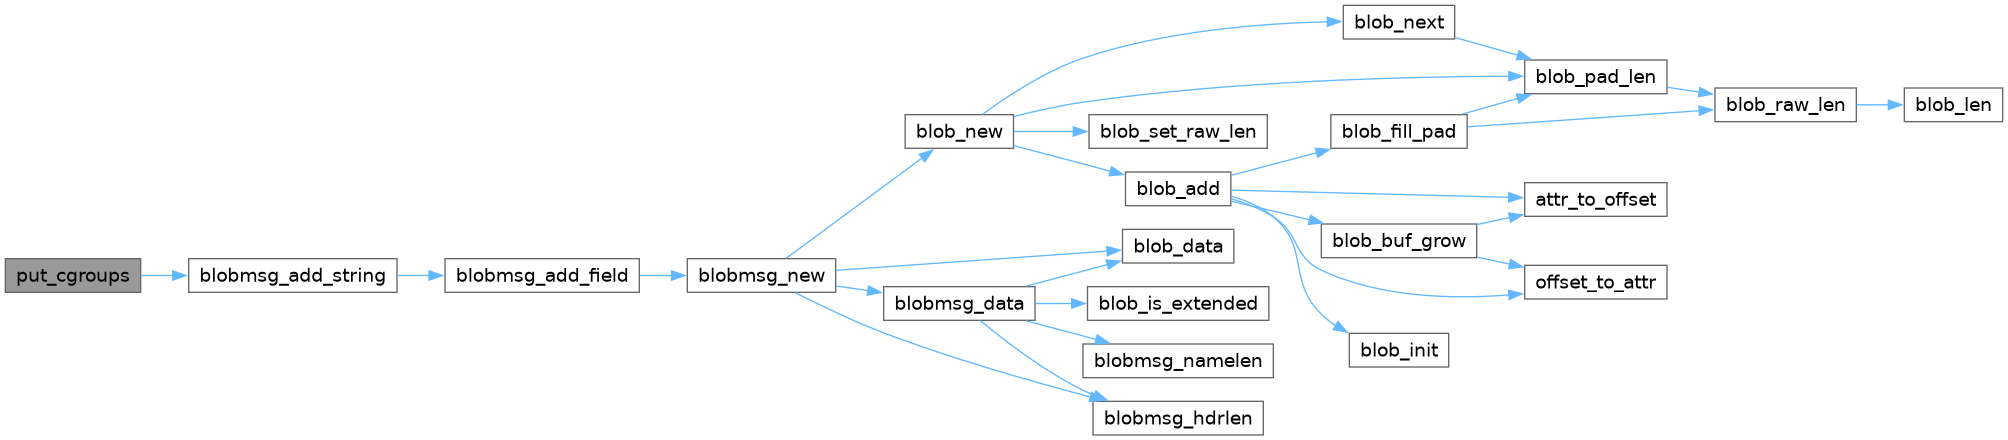 put_cgroups
blobmsg_add_string
blobmsg_add_field
blobmsg_new
blob_new
blob_next
blob_pad_len
blob_raw_len
blob_len
blob_set_raw_len
blob_fill_pad
blob_add
attr_to_offset
blob_buf_grow
offset_to_attr
blob_init
blob_data
blobmsg_data
blob_is_extended
blobmsg_namelen
blobmsg_hdrlen